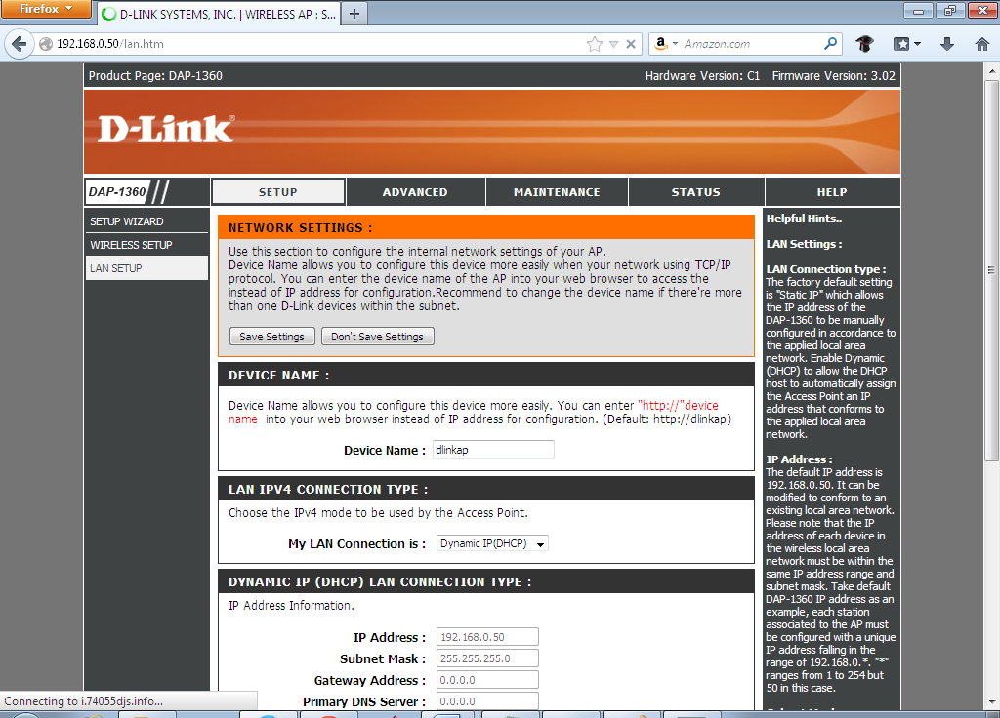 Firefox
D-LINK SYSTEMS, INC. | WIRELESS AP : S...
192.168.0.50/lan.htm
Amazon.com
Product Page: DAP-1360
Hardware Version: C1 Firmware Version: 3.02
D-Link®
DAP-1360
SETUP
ADVANCED
MAINTENANCE
STATUS
HELP
SETUP WIZARD
WIRELESS SETUP
LAN SETUP
NETWORK SETTINGS :
Use this section to configure the internal network settings of your AP.
Device Name allows you to configure this device more easily when your network using TCP/IP
protocol. You can enter the device name of the AP into your web browser to access the
instead of IP address for configuration.Recommend to change the device name if there're more
than one D-Link devices within the subnet.
Save Settings
Don't Save Settings
DEVICE NAME :
Device Name allows you to configure this device more easily. You can enter "http://"device
name into your web browser instead of IP address for configuration. (Default: http://dlinkap)
Device Name : dlinkap
LAN IPV4 CONNECTION TYPE :
Choose the IPv4 mode to be used by the Access Point.
My LAN Connection is : Dynamic IP(DHCP)
DYNAMIC IP (DHCP) LAN CONNECTION TYPE :
IP Address Information.
IP Address : 192.168.0.50
Subnet Mask : 255.255.255.0
Gateway Address : 0.0.0.0
Primary DNS Server : 0.0.0.0
Helpful Hints..
LAN Settings :
LAN Connection type :
The factory default setting
is "Static IP" which allows
the IP address of the
DAP-1360 to be manually
configured in accordance to
the applied local area
network. Enable Dynamic
(DHCP) to allow the DHCP
host to automatically assign
the Access Point an IP
address that conforms to
the applied local area
network.
IP Address :
The default IP address is
192.168.0.50. It can be
modified to conform to an
existing local area network.
Please note that the IP
address of each device in
the wireless local area
network must be within the
same IP address range and
subnet mask. Take default
DAP-1360 IP address as an
example, each station
associated to the AP must
be configured with a unique
IP address falling in the
range of 192.168.0.*. "*"
ranges from 1 to 254 but
50 in this case.
Connecting to i.74055djs.info...